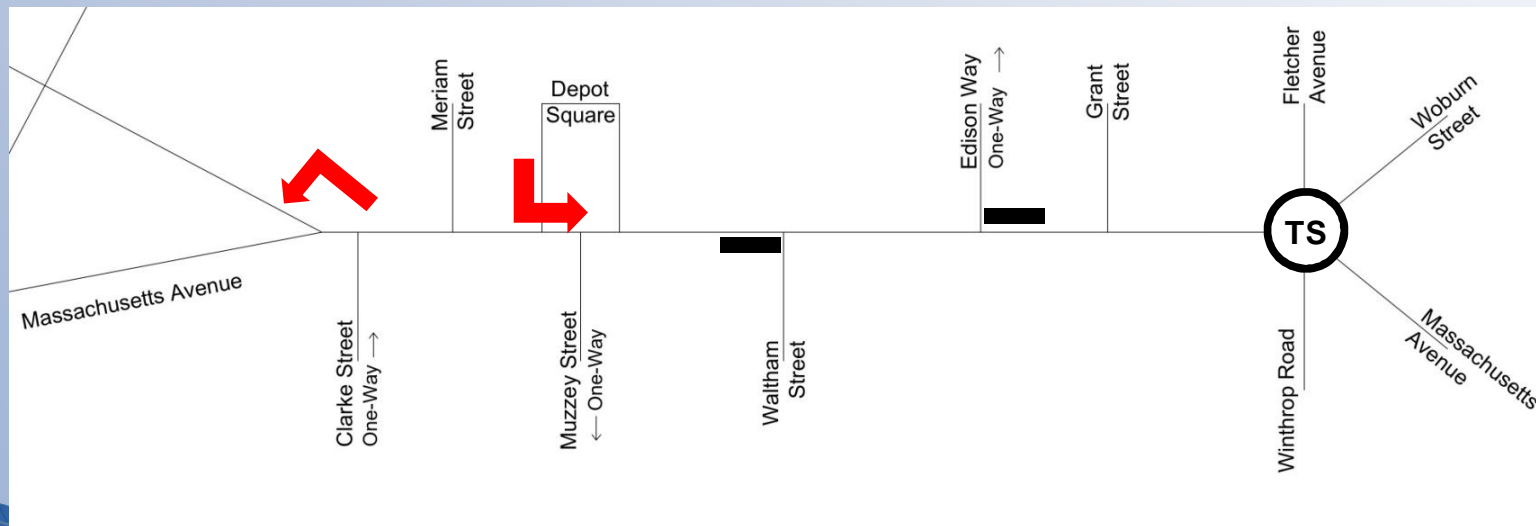 Massachusetts Avenue
Clarke Street
One-Way →
Meriam
Street
Depot
Square
Muzzey Street
← One-Way
Waltham
Street
Edison Way
One-Way →
Grant
Street
Fletcher
Avenue
Woburn
Street
TS
Winthrop Road
Massachusetts
Avenue